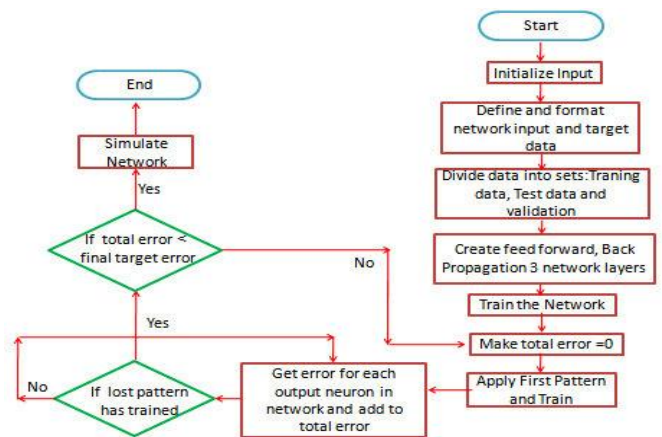 Start
Initialize Input
Define and format
network input and target
data
Divide data into sets:Traning
data, Test data and
validation
Create feed forward, Back
Propagation 3 network layers
Train the Network
Make total error =0
Apply First Pattern
and Train
Get error for each
output neuron in
network and add to
total error
If lost pattern
has trained
No
Yes
If total error <
final target error
No
Yes
Simulate
Network
End